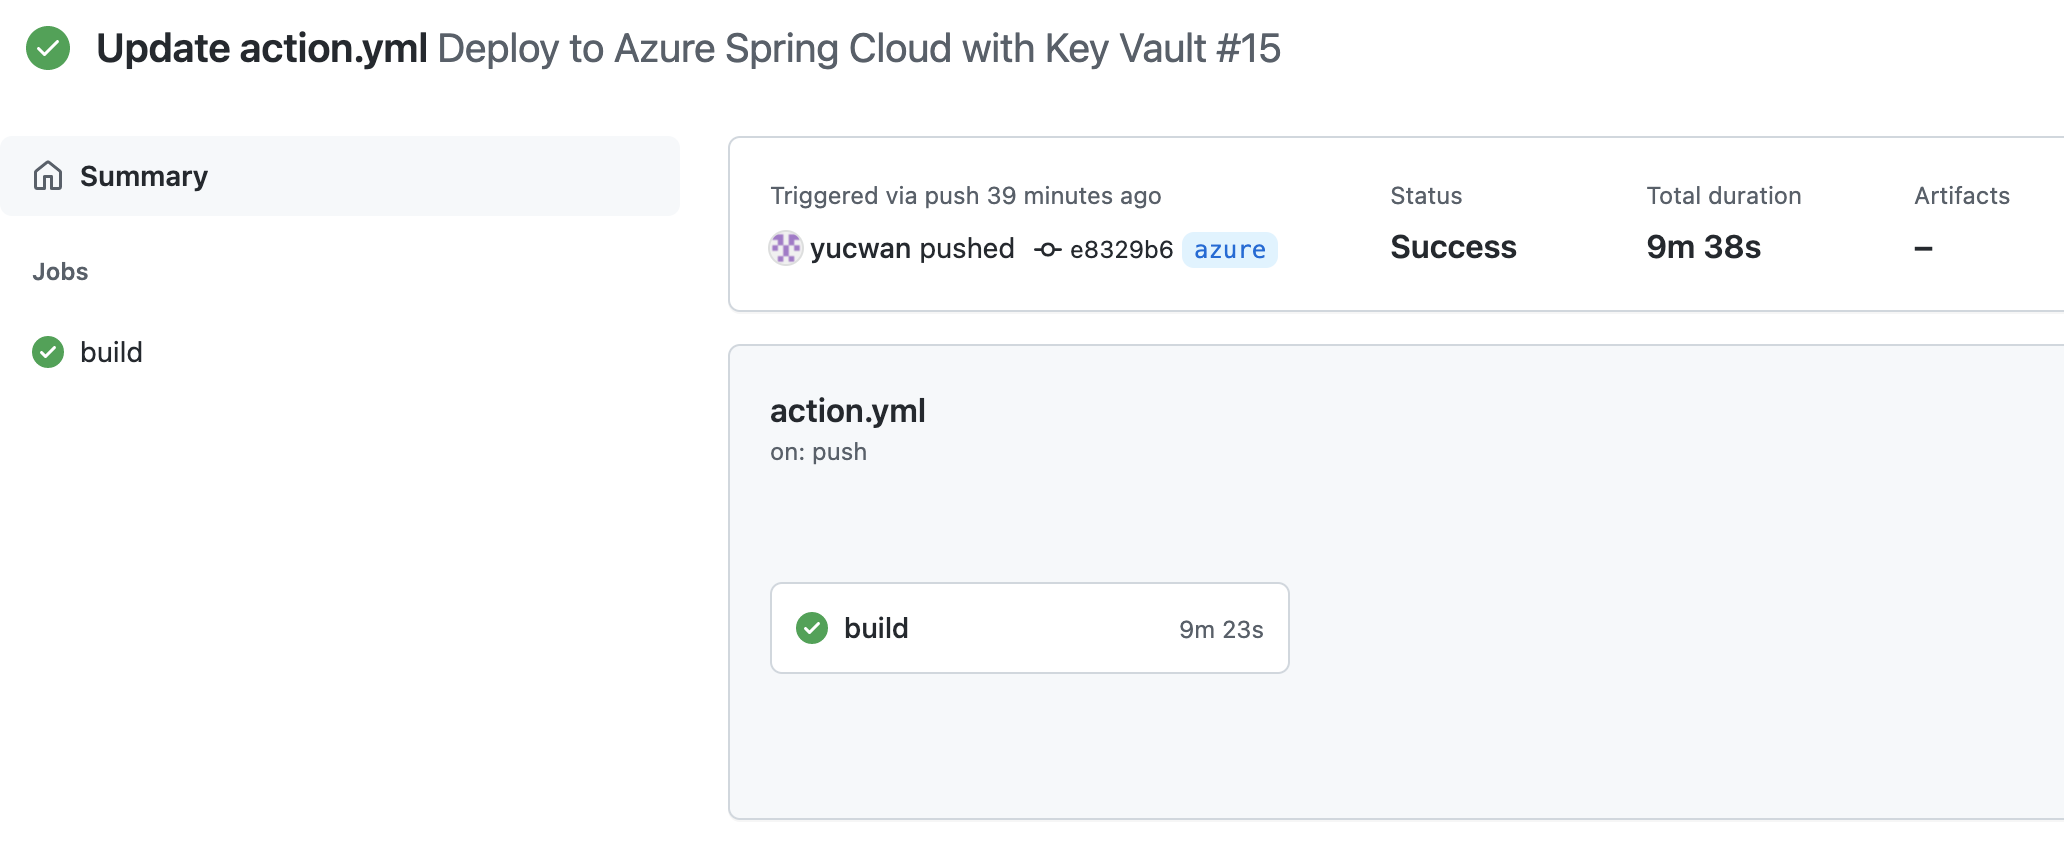 Update action.yml Deploy to Azure Spring Cloud with Key Vault #15
Summary
Jobs
build
Triggered via push 39 minutes ago
yucwan pushed e8329b6 azure
Status
Success
Total duration
9m 38s
Artifacts
–
action.yml
on: push
build 9m 23s